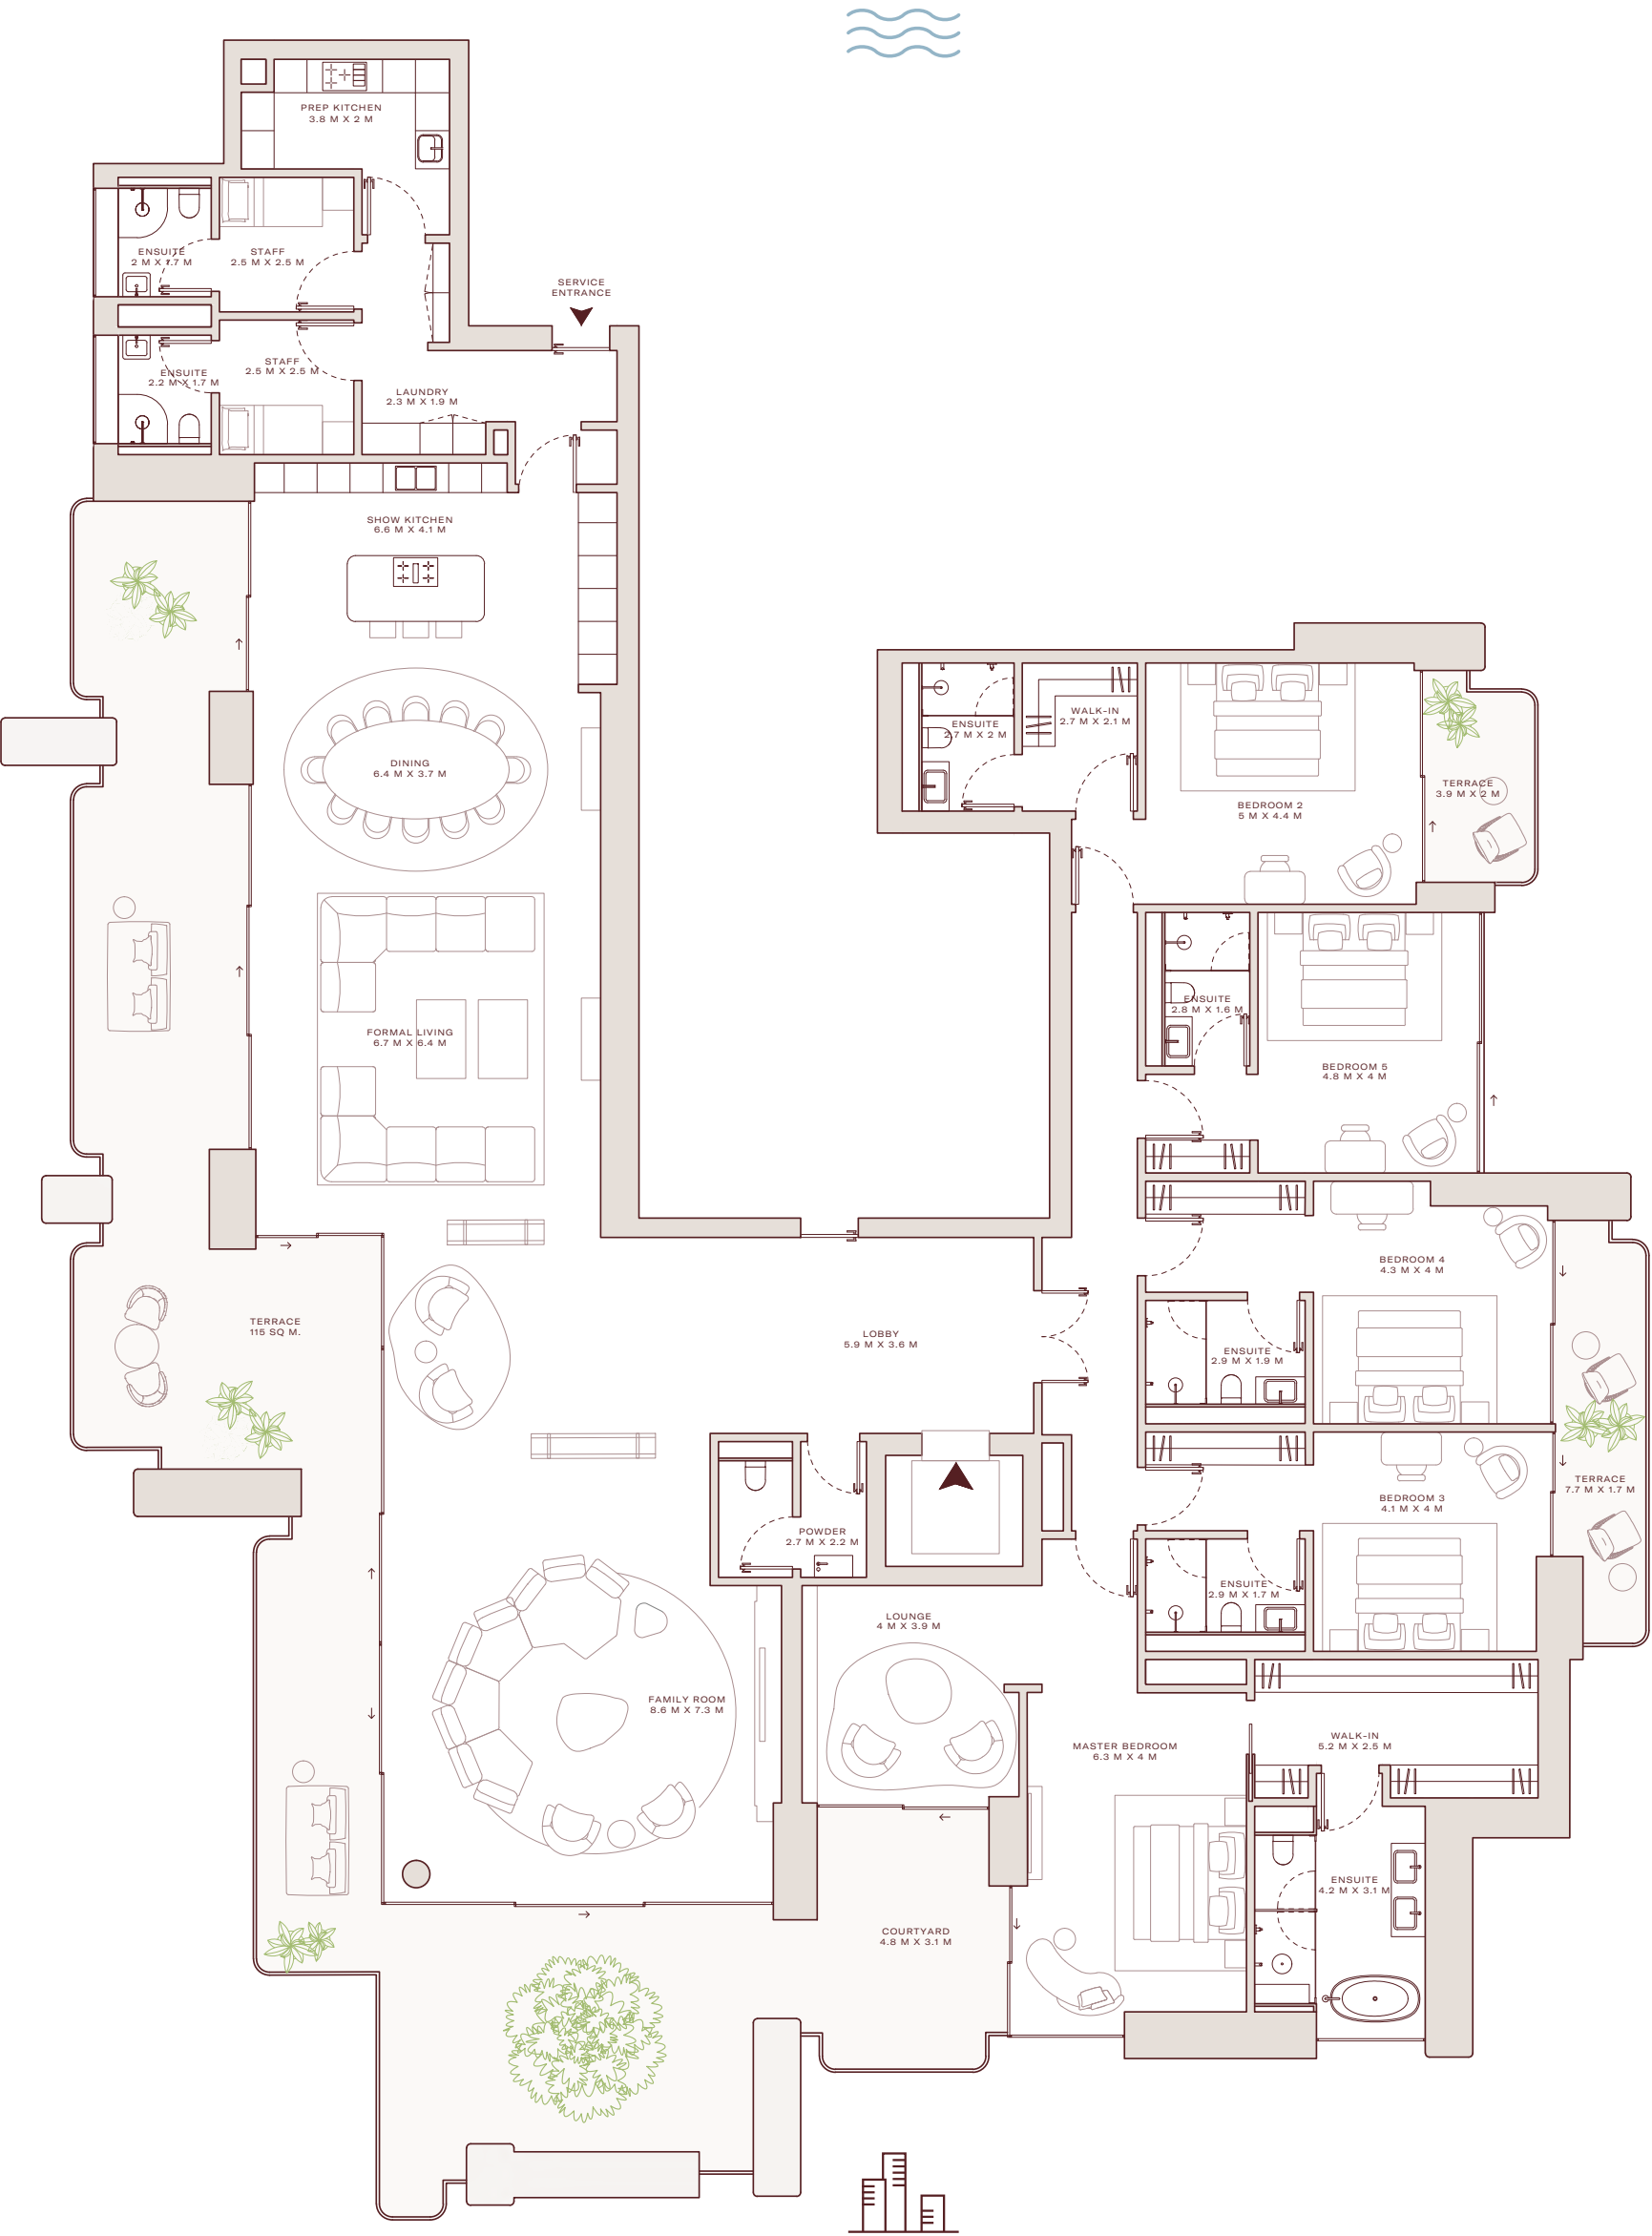 PREP KITCHEN
3.8 M X 2 M
ENSUITE
2 M X 1.7 M
STAFF
2.5 M X 2.5 M
SERVICE
ENTRANCE
STAFF
2.5 M X 2.5 M
ENSUITE
2.2 M X 1.7 M
LAUNDRY
2.3 M X 1.9 M
SHOW KITCHEN
6.6 M X 4.1 M
DINING
6.4 M X 3.7 M
ENSUITE
2.7 M X 2 M
WALK-IN
2.7 M X 2.1 M
BEDROOM 2
5 M X 4.4 M
TERRACE
3.9 M X 2 M
FORMAL LIVING
6.7 M X 6.4 M
ENSUITE
2.8 M X 1.6 M
BEDROOM 5
4.8 M X 4 M
TERRACE
115 SQ M.
LOBBY
5.9 M X 3.6 M
BEDROOM 4
4.3 M X 4 M
ENSUITE
2.9 M X 1.9 M
POWDER
2.7 M X 2.2 M
BEDROOM 3
4.1 M X 4 M
TERRACE
7.7 M X 1.7 M
ENSUITE
2.9 M X 1.7 M
LOUNGE
4 M X 3.9 M
FAMILY ROOM
8.6 M X 7.3 M
MASTER BEDROOM
6.3 M X 4 M
WALK-IN
5.2 M X 2.5 M
ENSUITE
4.2 M X 3.1 M
COURTYARD
4.8 M X 3.1 M